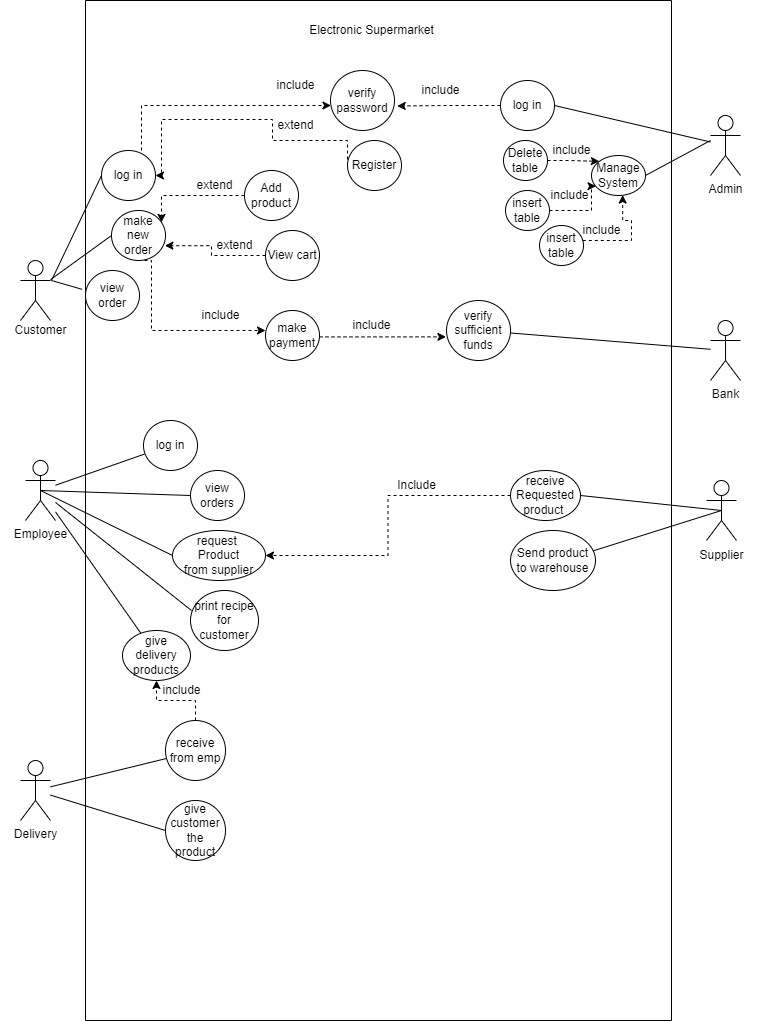 Electronic Supermarket
include
verify
password
include
log in
extend
Delete
table
include
Manage
System
Admin
log in
Register
extend
Add
product
insert
table
include
make
new
order
extend
View cart
insert
table
include
view
order
Customer
include
make
payment
include
verify
sufficient
funds
Bank
log in
view
orders
Include
receive
Requested
product
Employee
request
Product
from supplier
Send product
to warehouse
Supplier
print recipe
for
customer
give
delivery
products
include
receive
from emp
Delivery
give
customer
the
product